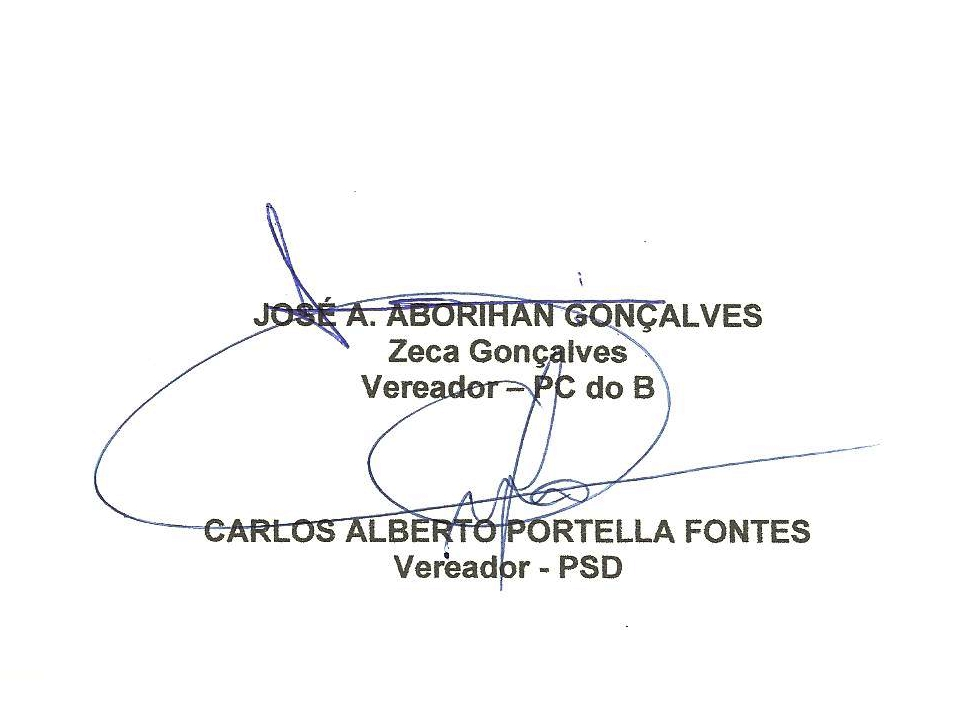 JOSÉ A. ABORIHAN GONÇALVES
Zeca Gonçalves
Vereador – PC do B
CARLOS ALBERTO PORTELLA FONTES
Vereador - PSD